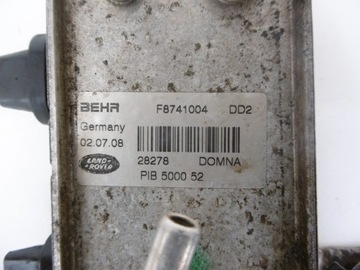 BEHR F8741004 DD2
Germany
02.07.08
28278 DOMNA
LAND ROVER
PIB 5000 52